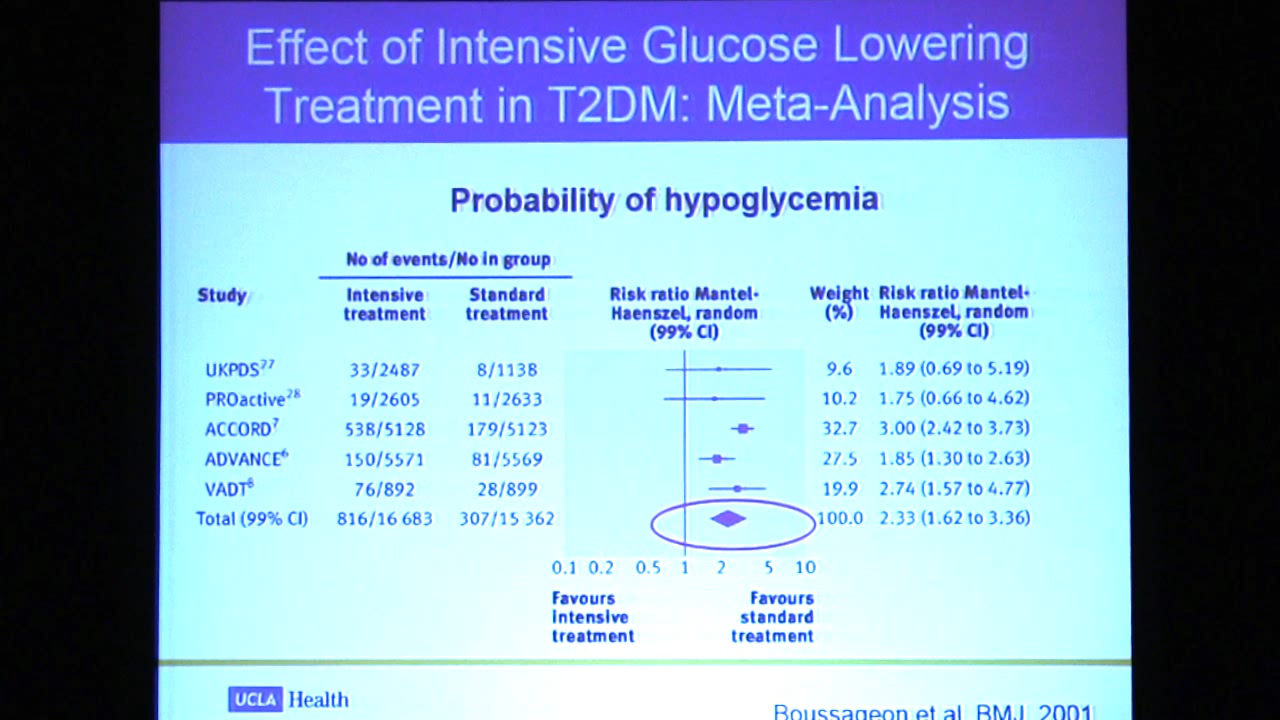 Effect of Intensive Glucose Lowering
Treatment in T2DM: Meta-Analysis
Probability of hypoglycemia
No of events/No in group
Study
Intensive treatment
Standard treatment
Risk ratio Mantel-Haenszel, random (99% CI)
Weight (%)
Risk ratio Mantel-Haenszel, random (99% CI)
UKPDS²⁷ 33/2487 8/1138 9.6 1.89 (0.69 to 5.19)
PROactive²⁸ 19/2605 11/2633 10.2 1.75 (0.66 to 4.62)
ACCORD⁷ 538/5128 179/5123 32.7 3.00 (2.42 to 3.73)
ADVANCE⁶ 150/5571 81/5569 27.5 1.85 (1.30 to 2.63)
VADT⁸ 76/892 28/899 19.9 2.74 (1.57 to 4.77)
Total (99% CI) 816/16 683 307/15 362 100.0 2.33 (1.62 to 3.36)
0.1 0.2 0.5 1 2 5 10
Favours
intensive
treatment
Favours
standard
treatment
UCLA Health
Boussageon et al. BMJ. 2001